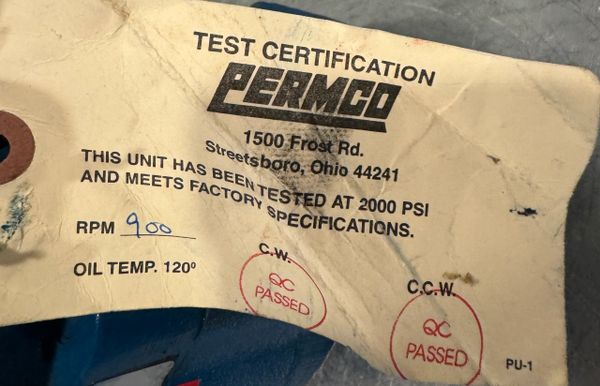 TEST CERTIFICATION
PERMCO
1500 Frost Rd.
Streetsboro, Ohio 44241
THIS UNIT HAS BEEN TESTED AT 2000 PSI
AND MEETS FACTORY SPECIFICATIONS.
RPM 900
OIL TEMP. 120⁰
C.W.
QC
PASSED
C.C.W.
QC
PASSED
PU-1